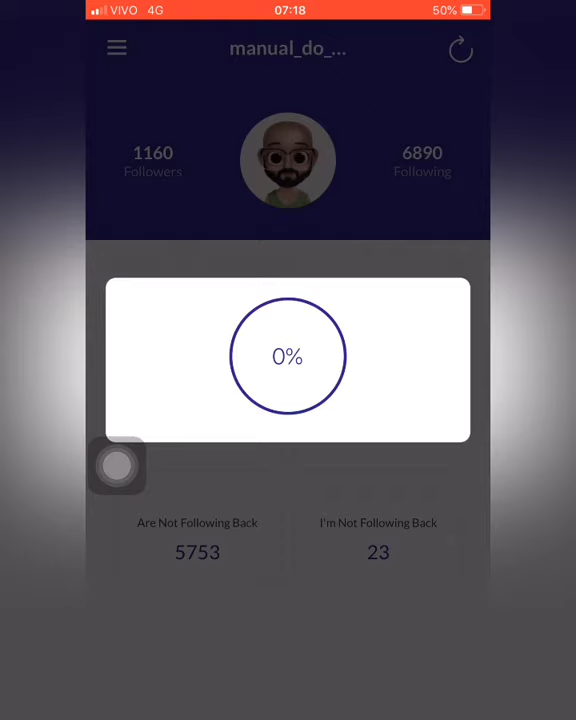 VIVO 4G 07:18 50%
manual_do_...
1160 6890
Followers Following
0%
Are Not Following Back I'm Not Following Back
5753 23